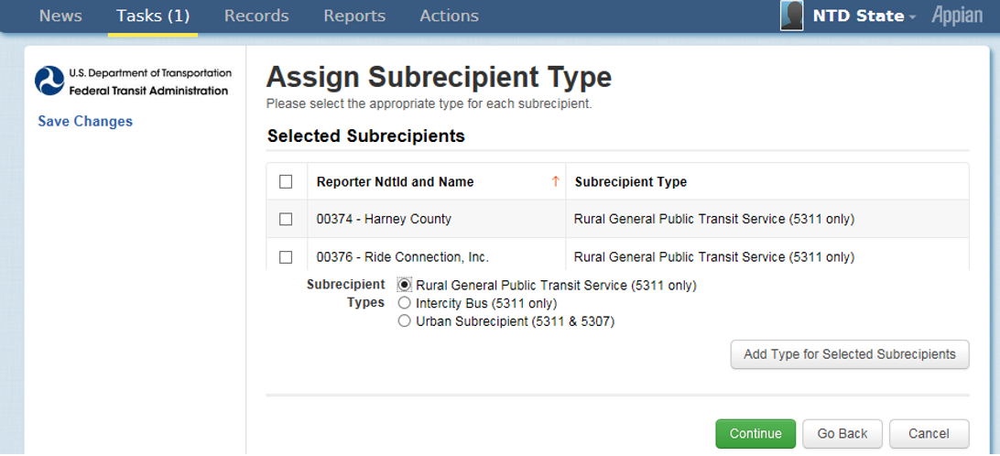 News Tasks (1) Records Reports Actions NTD State Appian
U.S. Department of Transportation
Federal Transit Administration
Save Changes
Assign Subrecipient Type
Please select the appropriate type for each subrecipient.
Selected Subrecipients
Reporter NdtId and Name ↑ Subrecipient Type
00374 - Harney County Rural General Public Transit Service (5311 only)
00376 - Ride Connection, Inc. Rural General Public Transit Service (5311 only)
Subrecipient Types
Rural General Public Transit Service (5311 only)
Intercity Bus (5311 only)
Urban Subrecipient (5311 & 5307)
Add Type for Selected Subrecipients
Continue Go Back Cancel